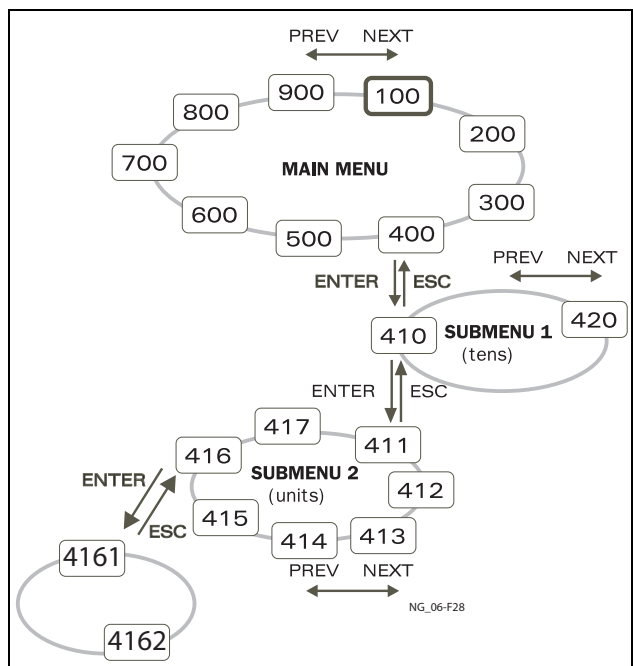 PREV NEXT
900 100
800 200
700 MAIN MENU
600 300
500 400
ENTER ESC
PREV NEXT
410 SUBMENU 1 420
(tens)
ENTER ESC
417 411
416 SUBMENU 2 412
(units)
415 413
414
PREV NEXT
ENTER
ESC
4161
4162
NG_06-F28